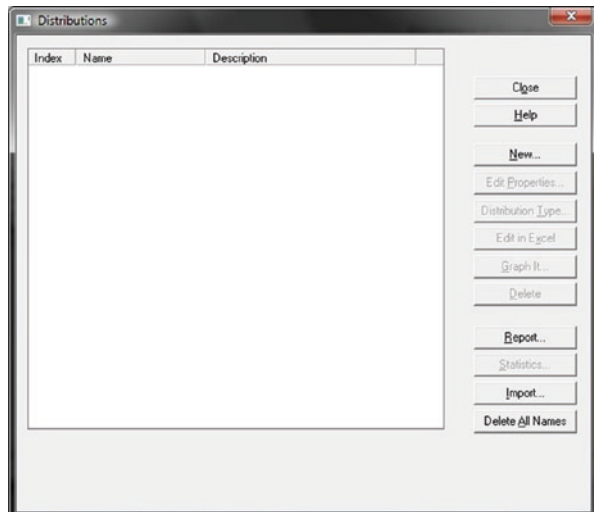 Distributions
Index Name Description
Close
Help
New...
Edit Properties...
Distribution Type...
Edit in Excel
Graph It...
Delete
Report...
Statistics...
Import...
Delete All Names